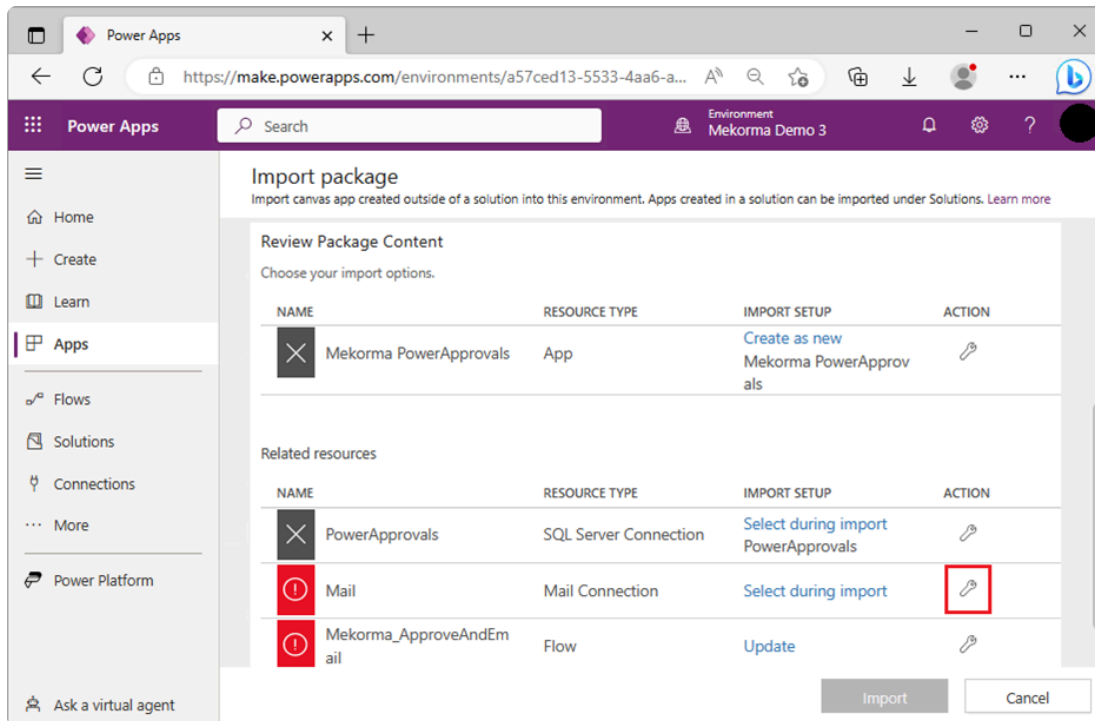 Power Apps
https://make.powerapps.com/environments/a57ced13-5533-4aa6-a...
Power Apps
Search
Environment
Mekorma Demo 3
Home
Create
Learn
Apps
Flows
Solutions
Connections
More
Power Platform
Ask a virtual agent
Import package
Import canvas app created outside of a solution into this environment. Apps created in a solution can be imported under Solutions. Learn more
Review Package Content
Choose your import options.
NAME RESOURCE TYPE IMPORT SETUP ACTION
Mekorma PowerApprovals App Create as new
Mekorma PowerApprov
als
Related resources
NAME RESOURCE TYPE IMPORT SETUP ACTION
PowerApprovals SQL Server Connection Select during import
PowerApprovals
Mail Mail Connection Select during import
Mekorma_ApproveAndEm
ail
Flow Update
Import Cancel